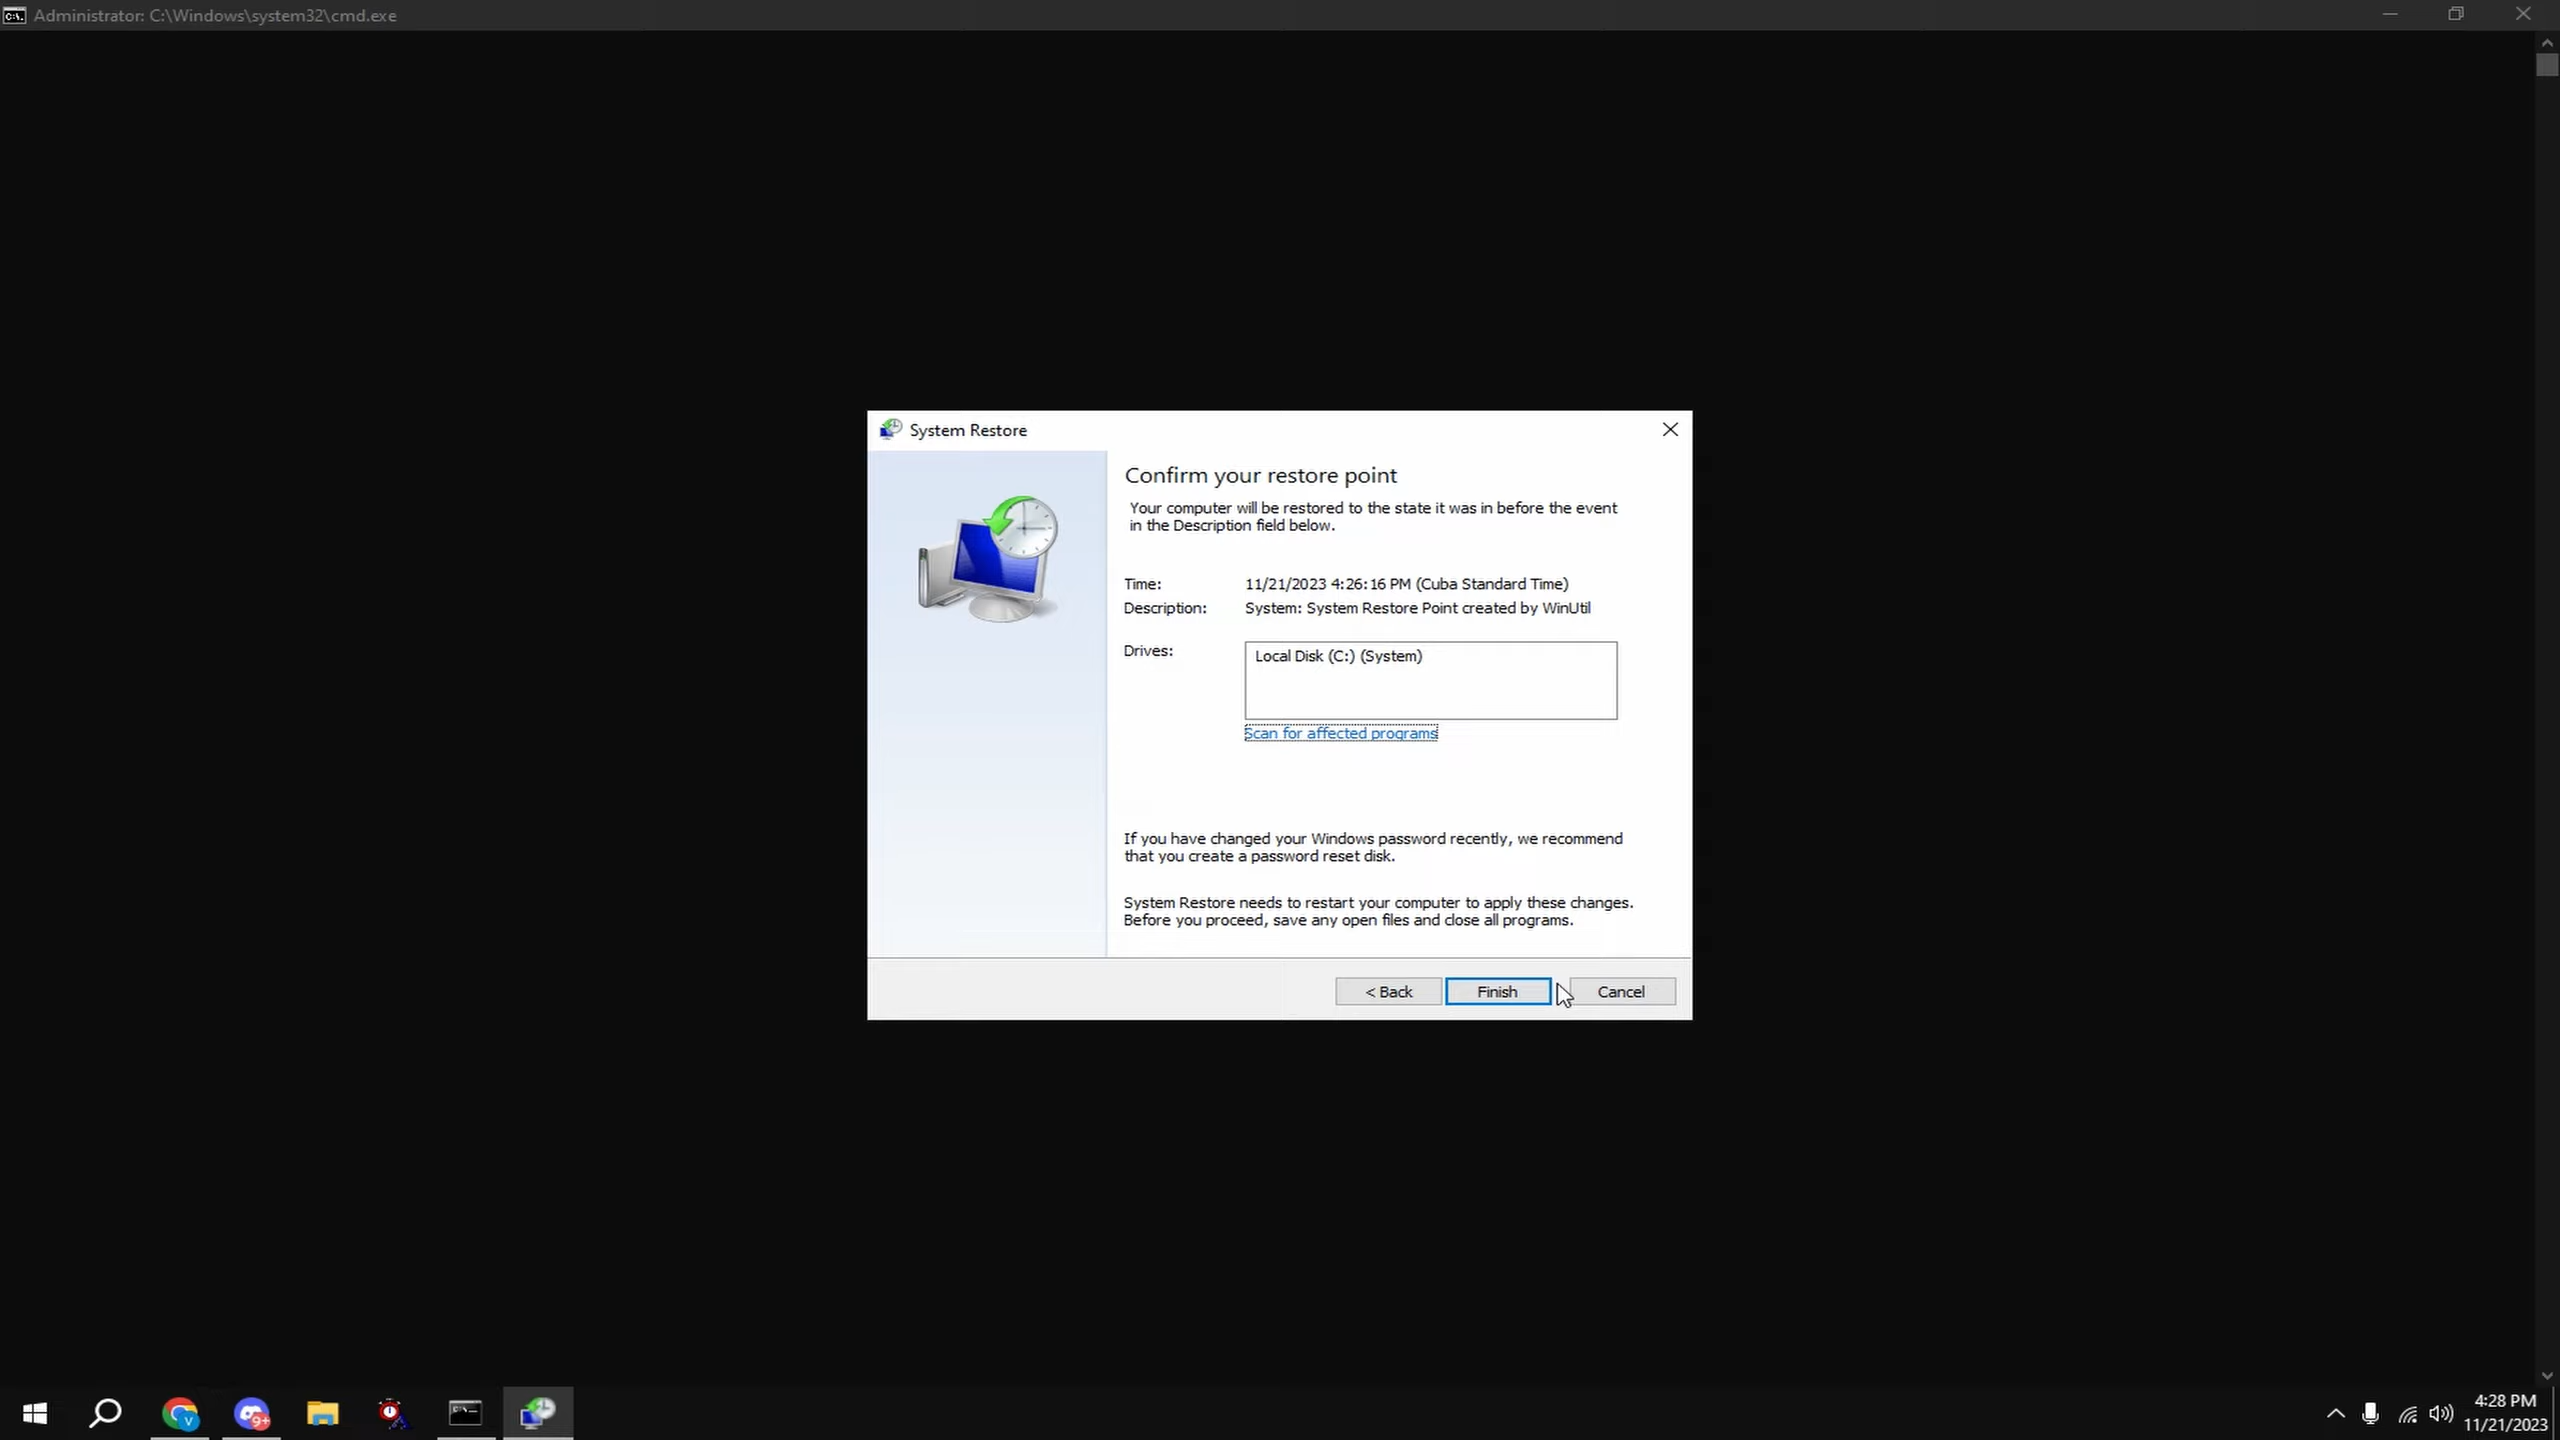 Administrator: C:\Windows\system32\cmd.exe
System Restore
Confirm your restore point
Your computer will be restored to the state it was in before the event
in the Description field below.
Time: 11/21/2023 4:26:16 PM (Cuba Standard Time)
Description: System: System Restore Point created by WinUtil
Drives: Local Disk (C:) (System)
Scan for affected programs
If you have changed your Windows password recently, we recommend
that you create a password reset disk.
System Restore needs to restart your computer to apply these changes.
Before you proceed, save any open files and close all programs.
< Back Finish Cancel
V 9+
4:28 PM
11/21/2023